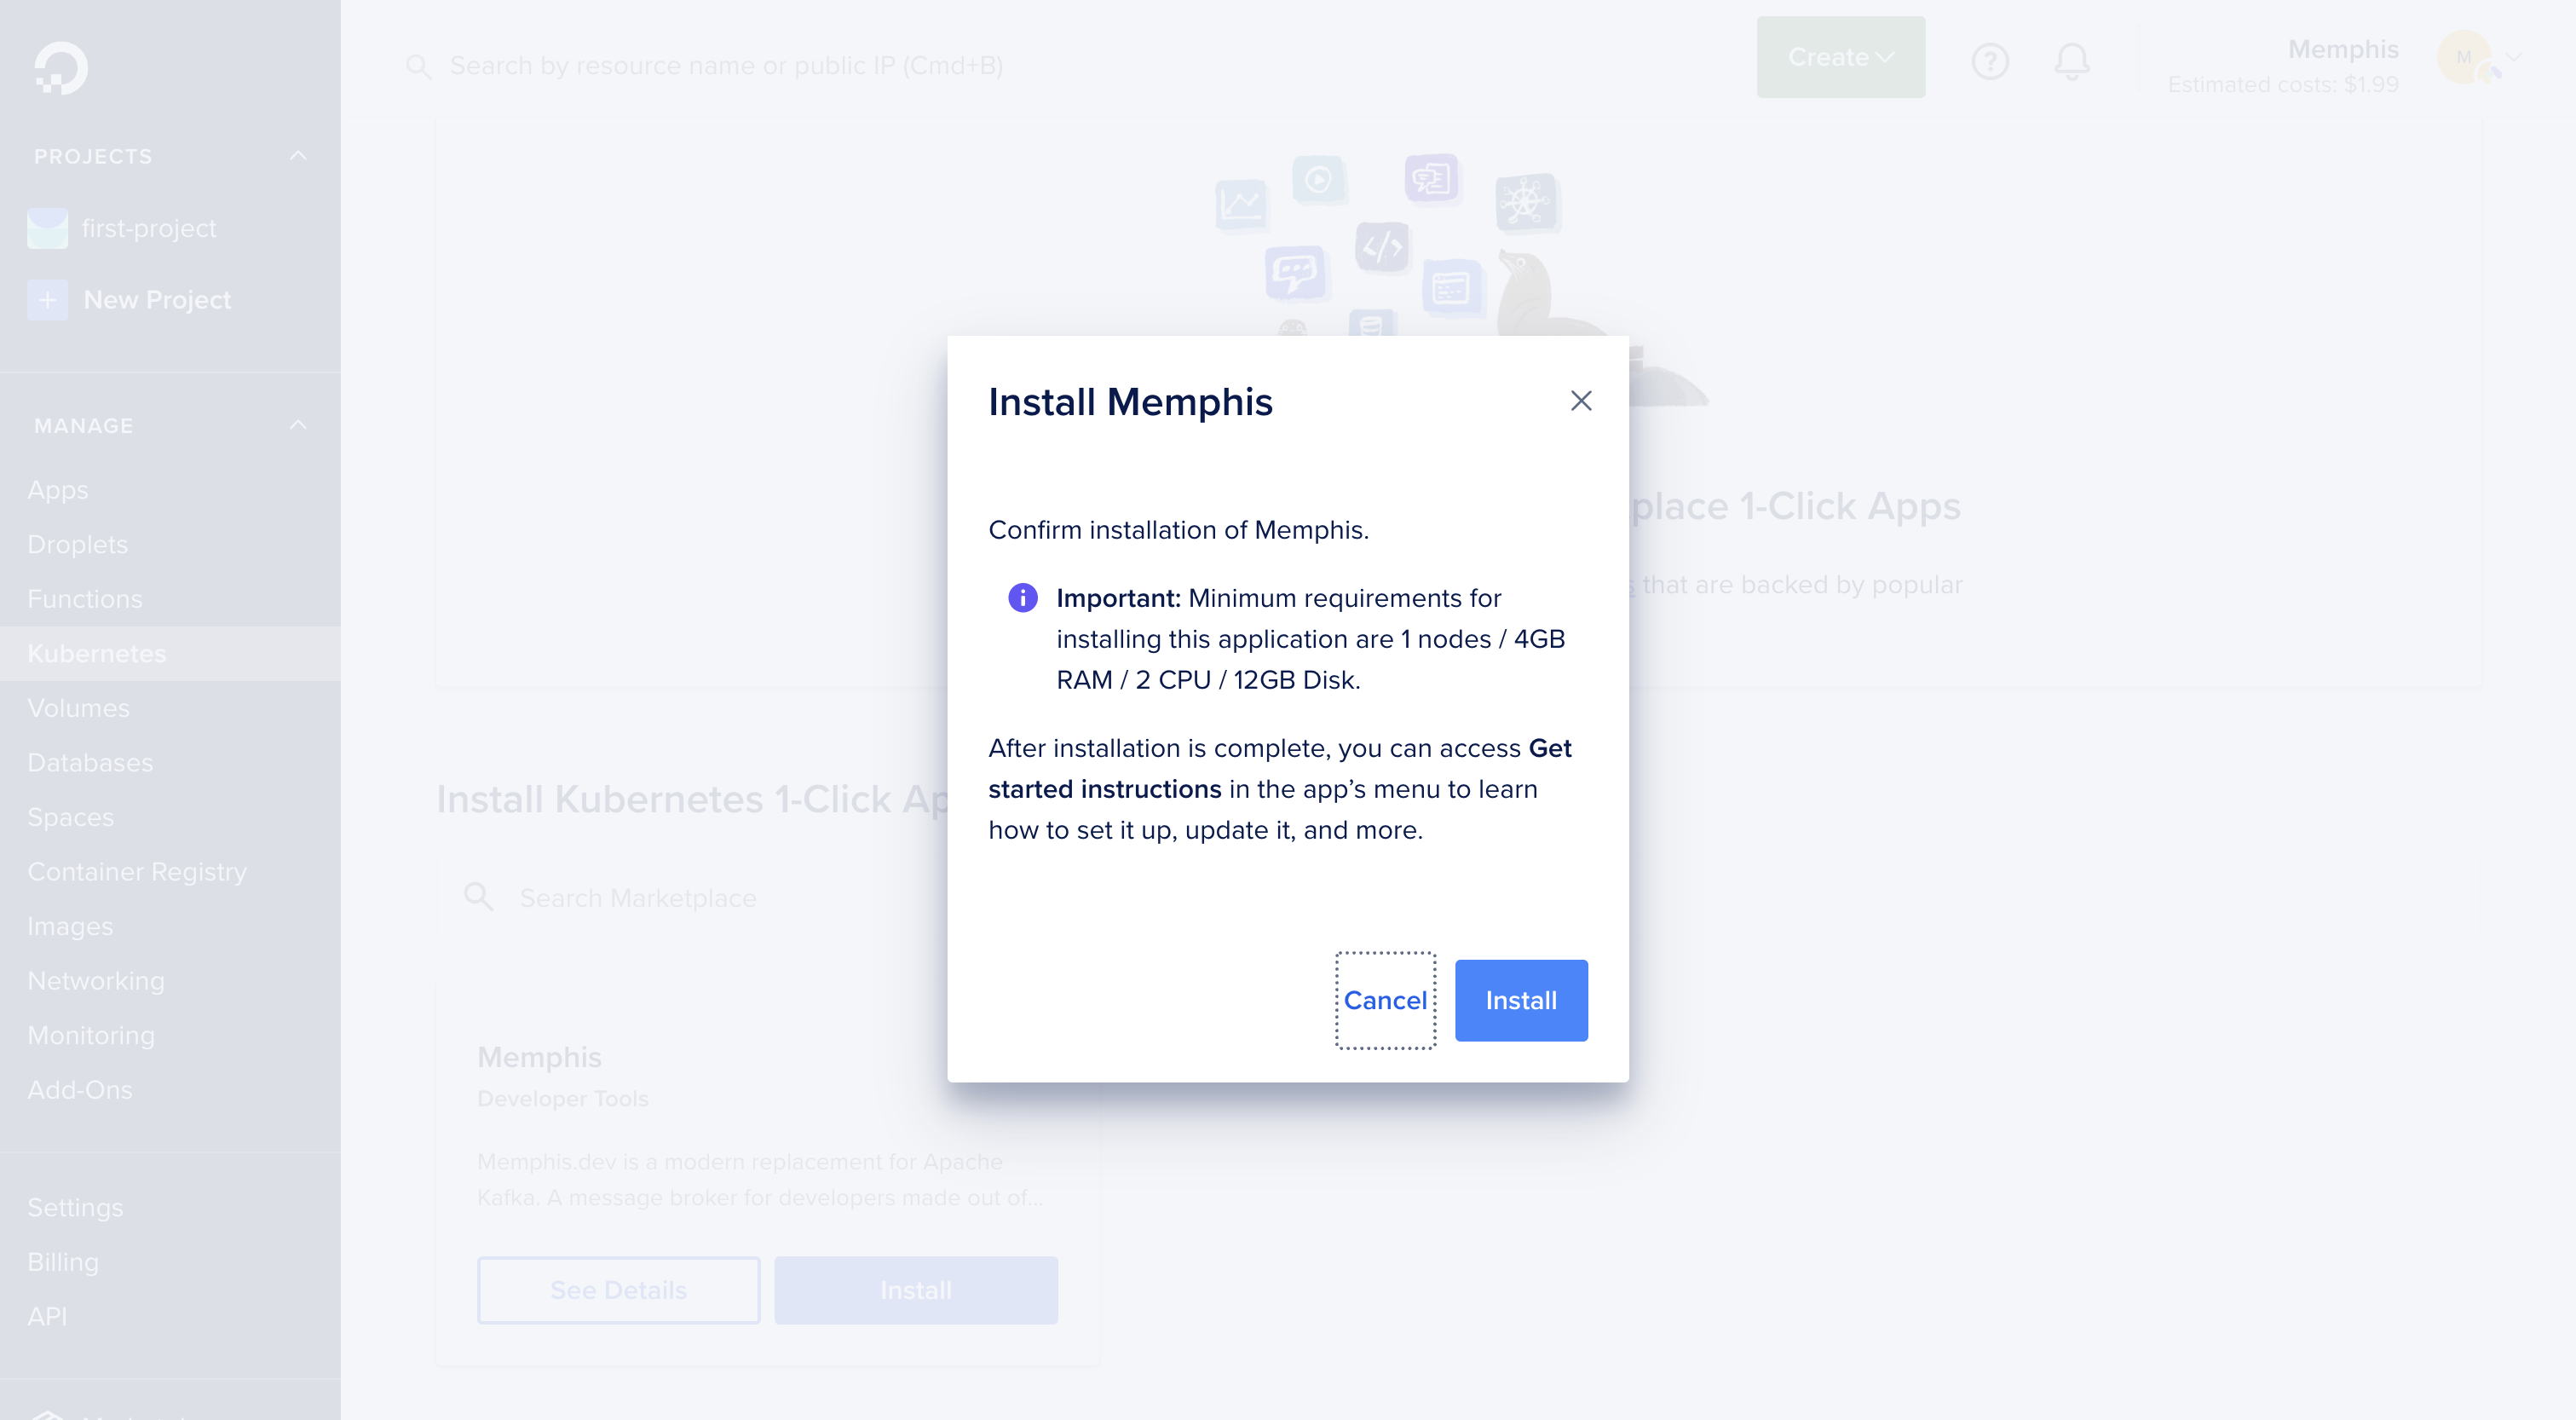 Search by resource name or public IP (Cmd+B)
Create
Memphis
Estimated costs: $1.99
M
PROJECTS
first-project
New Project
MANAGE
Apps
Droplets
Functions
Kubernetes
Volumes
Databases
Spaces
Container Registry
Images
Networking
Monitoring
Add-Ons
Settings
Billing
API
place 1-Click Apps
that are backed by popular
Install Kubernetes 1-Click Ap
Search Marketplace
Memphis
Developer Tools
Memphis.dev is a modern replacement for Apache
Kafka. A message broker for developers made out of...
See Details
Install
Install Memphis
Confirm installation of Memphis.
Important: Minimum requirements for
installing this application are 1 nodes / 4GB
RAM / 2 CPU / 12GB Disk.
After installation is complete, you can access Get
started instructions in the app’s menu to learn
how to set it up, update it, and more.
Cancel
Install